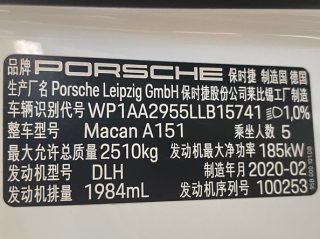 品牌 PORSCHE 保时捷 制造国 德国
生产厂名 Porsche Leipzig GmbH 保时捷股份公司莱比锡工厂制造
车辆识别代号 WP1AA2955LLB15741 1,0%
整车型号 Macan A151 乘坐人数 5
最大允许总质量 2510kg 发动机最大净功率 185kW
发动机型号 DLH 制造年月 2020-02
发动机排量 1984mL 发动机序列号 100253